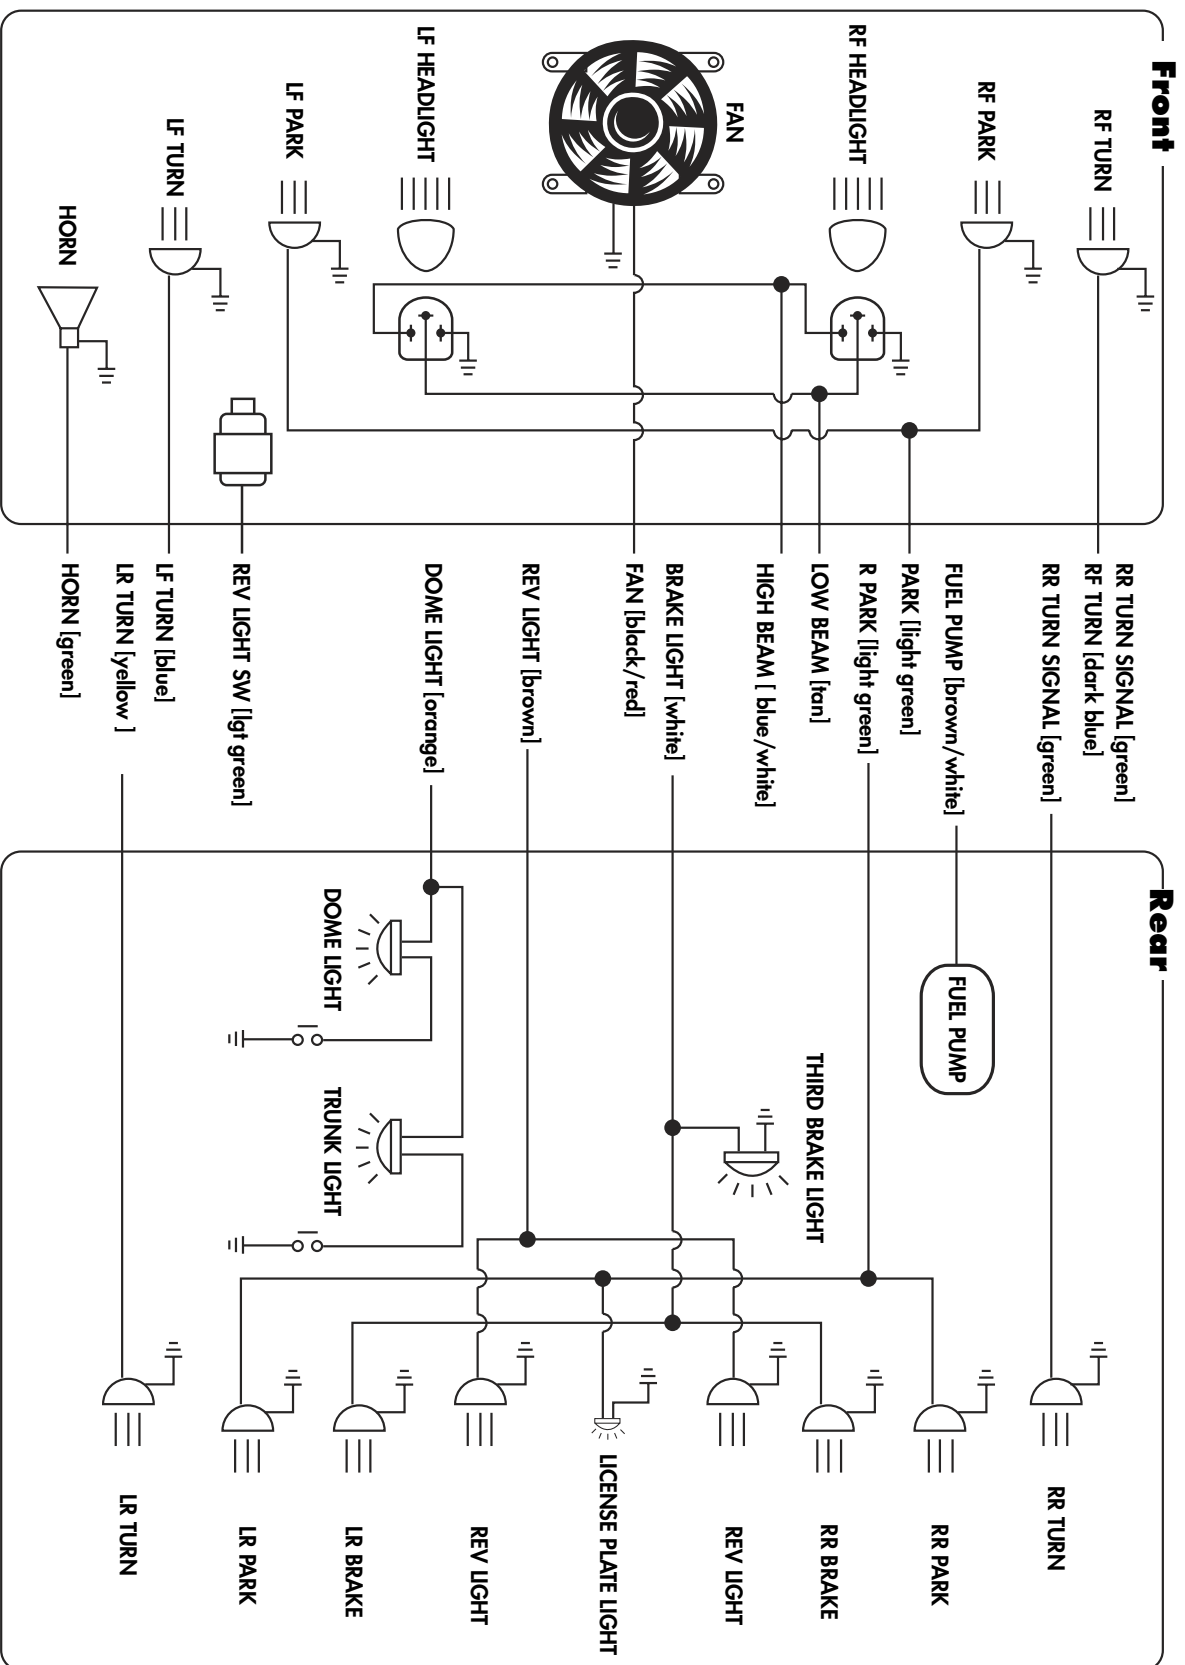 Front
RF TURN
RF PARK
RF HEADLIGHT
FAN
LF HEADLIGHT
LF PARK
LF TURN
HORN
RR TURN SIGNAL [green]
RF TURN [dark blue]
RR TURN SIGNAL [green]
FUEL PUMP [brown/white]
PARK [light green]
R PARK [light green]
LOW BEAM [tan]
HIGH BEAM [ blue/white]
BRAKE LIGHT [white]
FAN [black/red]
REV LIGHT [brown]
DOME LIGHT [orange]
REV LIGHT SW [lgt green]
LF TURN [blue]
LR TURN [yellow ]
HORN [green]
Rear
FUEL PUMP
THIRD BRAKE LIGHT
DOME LIGHT
TRUNK LIGHT
RR TURN
RR PARK
RR BRAKE
REV LIGHT
LICENSE PLATE LIGHT
REV LIGHT
LR BRAKE
LR PARK
LR TURN